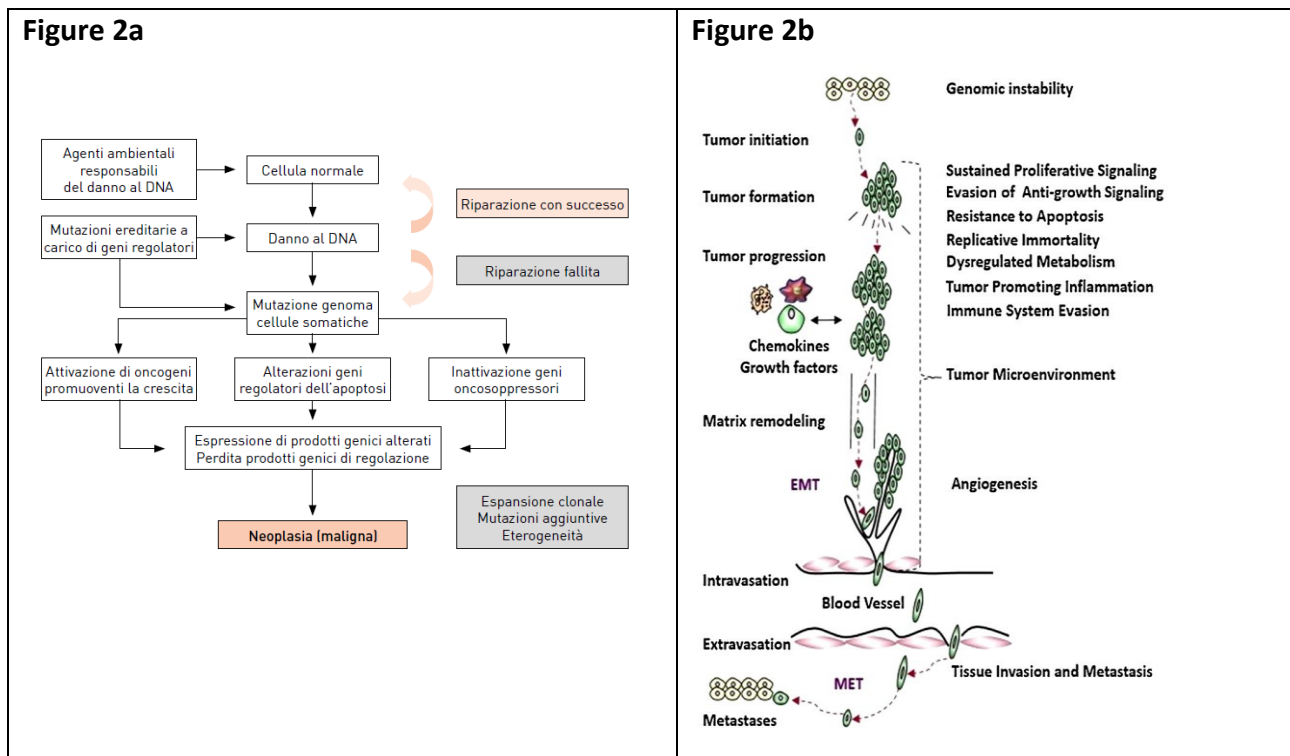 Figure 2a
Agenti ambientali
responsabili
del danno al DNA
Cellula normale
Riparazione con successo
Mutazioni ereditarie a
carico di geni regolatori
Danno al DNA
Riparazione fallita
Mutazione genoma
cellule somatiche
Attivazione di oncogeni
promuoventi la crescita
Alterazioni geni
regolatori dell'apoptosi
Inattivazione geni
oncosoppressori
Espressione di prodotti genici alterati
Perdita prodotti genici di regolazione
Espansione clonale
Mutazioni aggiuntive
Eterogeneità
Neoplasia (maligna)
Figure 2b
Genomic instability
Tumor initiation
Tumor formation
Sustained Proliferative Signaling
Evasion of Anti-growth Signaling
Resistance to Apoptosis
Replicative Immortality
Dysregulated Metabolism
Tumor Promoting Inflammation
Immune System Evasion
Tumor progression
Chemokines
Growth factors
Tumor Microenvironment
Matrix remodeling
EMT
Angiogenesis
Intravasation
Blood Vessel
Extravasation
Tissue Invasion and Metastasis
MET
Metastases